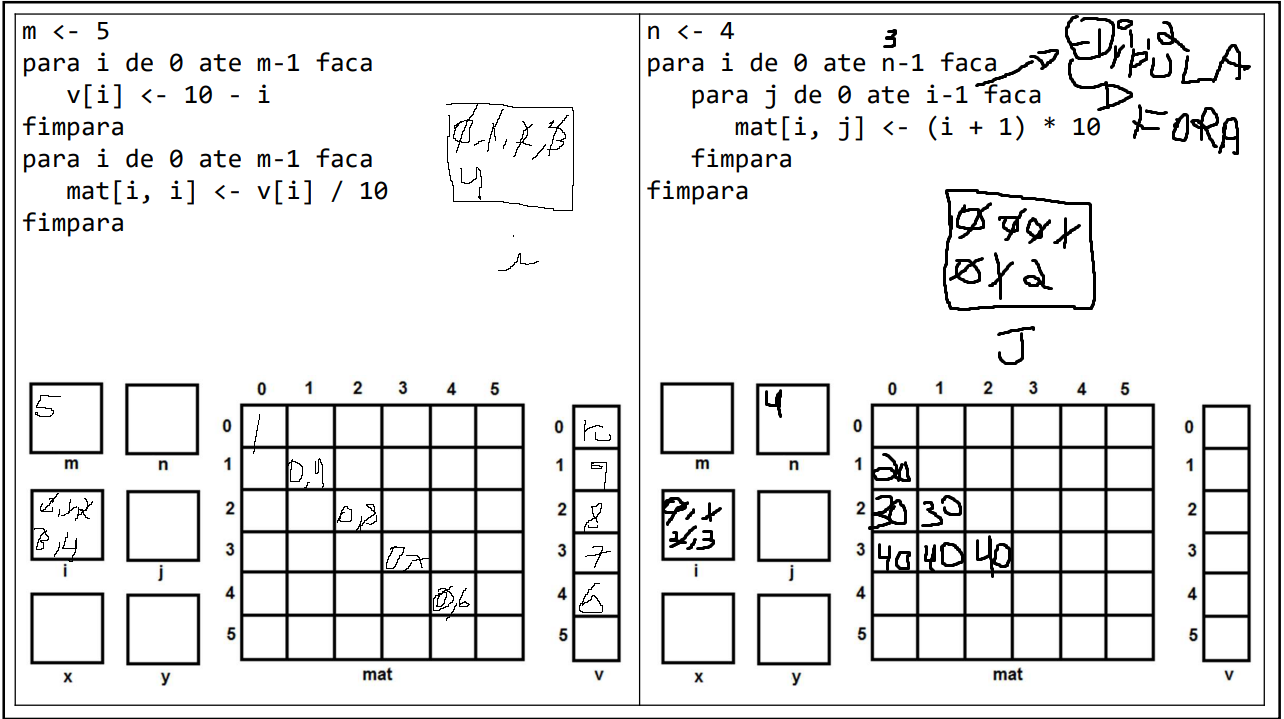 m <- 5
para i de 0 ate m-1 faca
v[i] <- 10 - i
fimpara
para i de 0 ate m-1 faca
mat[i, i] <- v[i] / 10
fimpara
0, 1, 2, 3
4
i
0 1 2 3 4 5
5
m n
0 1
1 0,9
2 0,8
3 0,7
4 0,6
5
0 10
1 9
2 8
3 7
4 6
5
0, 1, 2
3, 4
i j
x y mat v
n <- 4
3
para i de 0 ate n-1 faca
para j de 0 ate i-1 faca
mat[i, j] <- (i + 1) * 10
fimpara
fimpara
-1
PULA
FORA
0 0 0 1
0 1 2
J
0 1 2 3 4 5
4
m n
0
1 20
2 30 30
3 40 40 40
4
5
0
1
2
3
4
5
0, 1
2, 3
i j
x y mat v